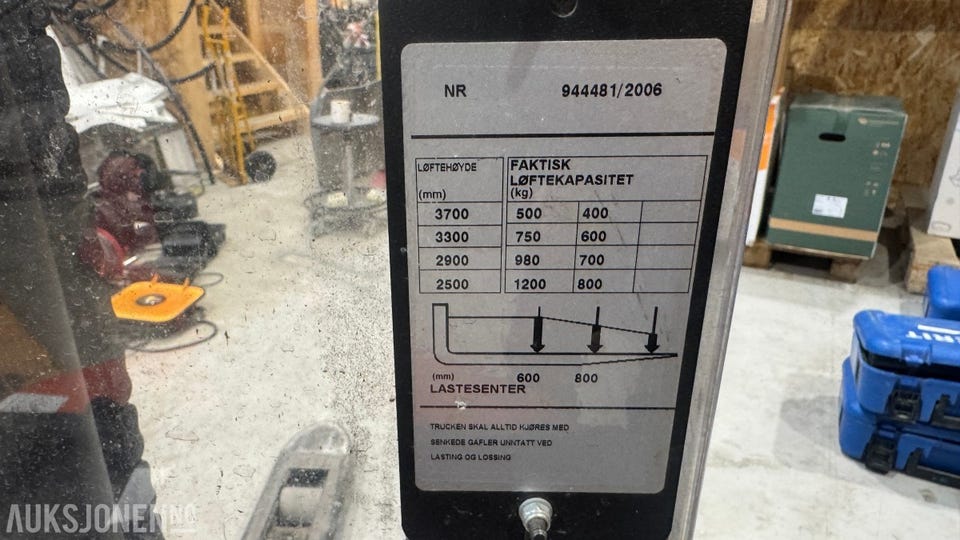 NR 944481/2006
LØFTEHØYDE (mm) FAKTISK LØFTEKAPASITET (kg)
3700 500 400
3300 750 600
2900 980 700
2500 1200 800
(mm) 600 800
LASTESENTER
TRUCKEN SKAL ALLTID KJØRES MED
SENKEDE GAFLER UNNTATT VED
LASTING OG LOSSING
AUKSJONEN.NO